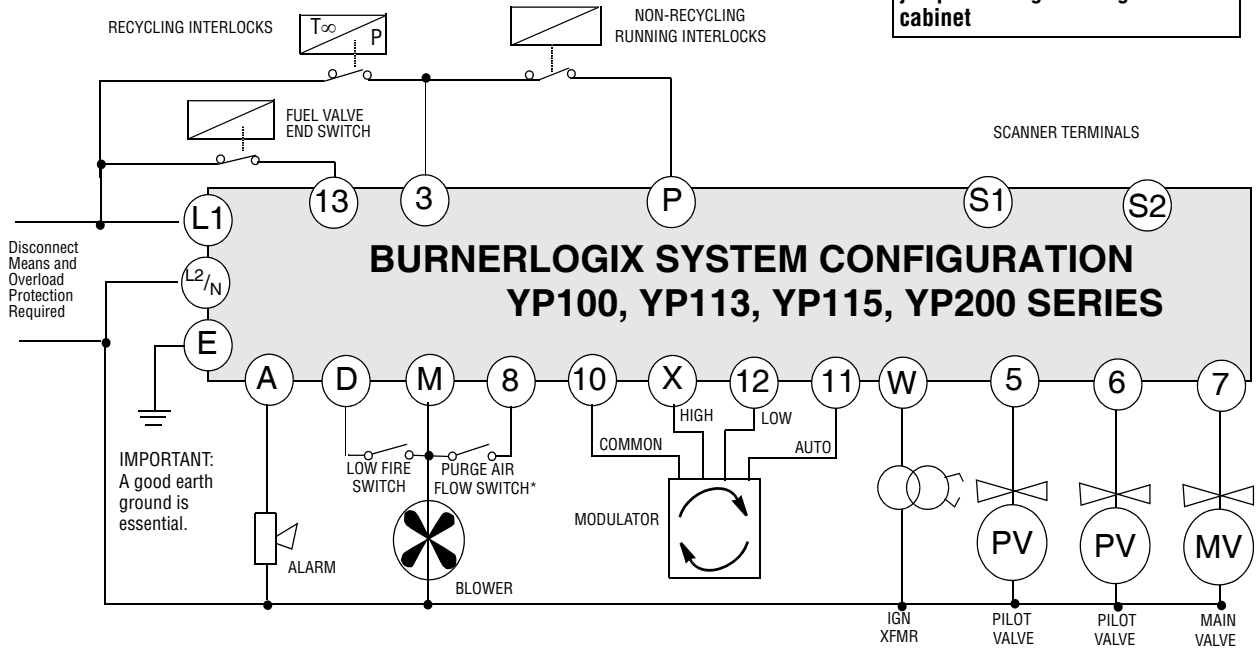 cabinet
RECYCLING INTERLOCKS
T∞
P
NON-RECYCLING
RUNNING INTERLOCKS
FUEL VALVE
END SWITCH
SCANNER TERMINALS
13
3
P
S1
S2
L1
Disconnect
Means and
Overload
Protection
Required
L2/N
E
BURNERLOGIX SYSTEM CONFIGURATION
YP100, YP113, YP115, YP200 SERIES
A
D
M
8
10
X
12
11
W
5
6
7
HIGH
LOW
COMMON
AUTO
IMPORTANT:
A good earth
ground is
essential.
LOW FIRE
SWITCH
PURGE AIR
FLOW SWITCH*
MODULATOR
ALARM
BLOWER
PV
PV
MV
IGN
XFMR
PILOT
VALVE
PILOT
VALVE
MAIN
VALVE